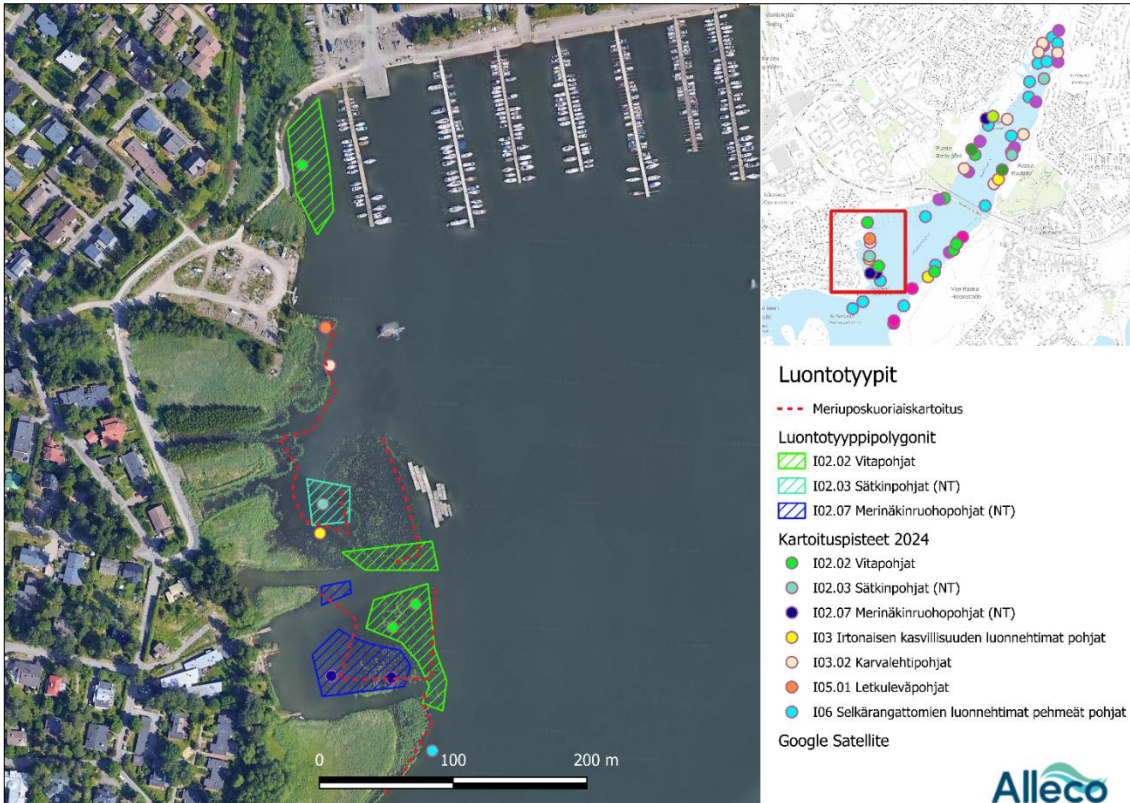 Luontotyypit
Meriuposkuoriaiskartoitus
Luontotyyppipolygonit
I02.02 Vitapohjat
I02.03 Sätkinpohjat (NT)
I02.07 Merinäkinruohopohjat (NT)
Kartoituspisteet 2024
I02.02 Vitapohjat
I02.03 Sätkinpohjat (NT)
I02.07 Merinäkinruohopohjat (NT)
I03 Irtonaisen kasvillisuuden luonnehtimat pohjat
I03.02 Karvalehtipohjat
I05.01 Letkuleväpohjat
I06 Selkärangattomien luonnehtimat pehmeät pohjat
Google Satellite
0 100 200 m
Alleco